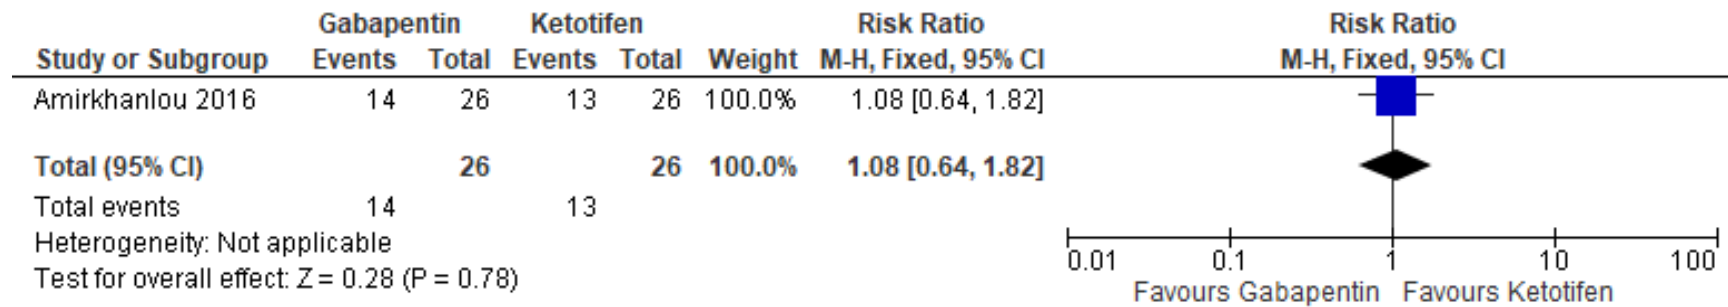 Gabapentin Ketotifen Risk Ratio Risk Ratio
Study or Subgroup Events Total Events Total Weight M-H, Fixed, 95% CI M-H, Fixed, 95% CI
Amirkhanlou 2016 14 26 13 26 100.0% 1.08 [0.64, 1.82]
Total (95% CI) 26 26 100.0% 1.08 [0.64, 1.82]
Total events 14 13
Heterogeneity: Not applicable
Test for overall effect: Z = 0.28 (P = 0.78)
0.01 0.1 1 10 100
Favours Gabapentin Favours Ketotifen